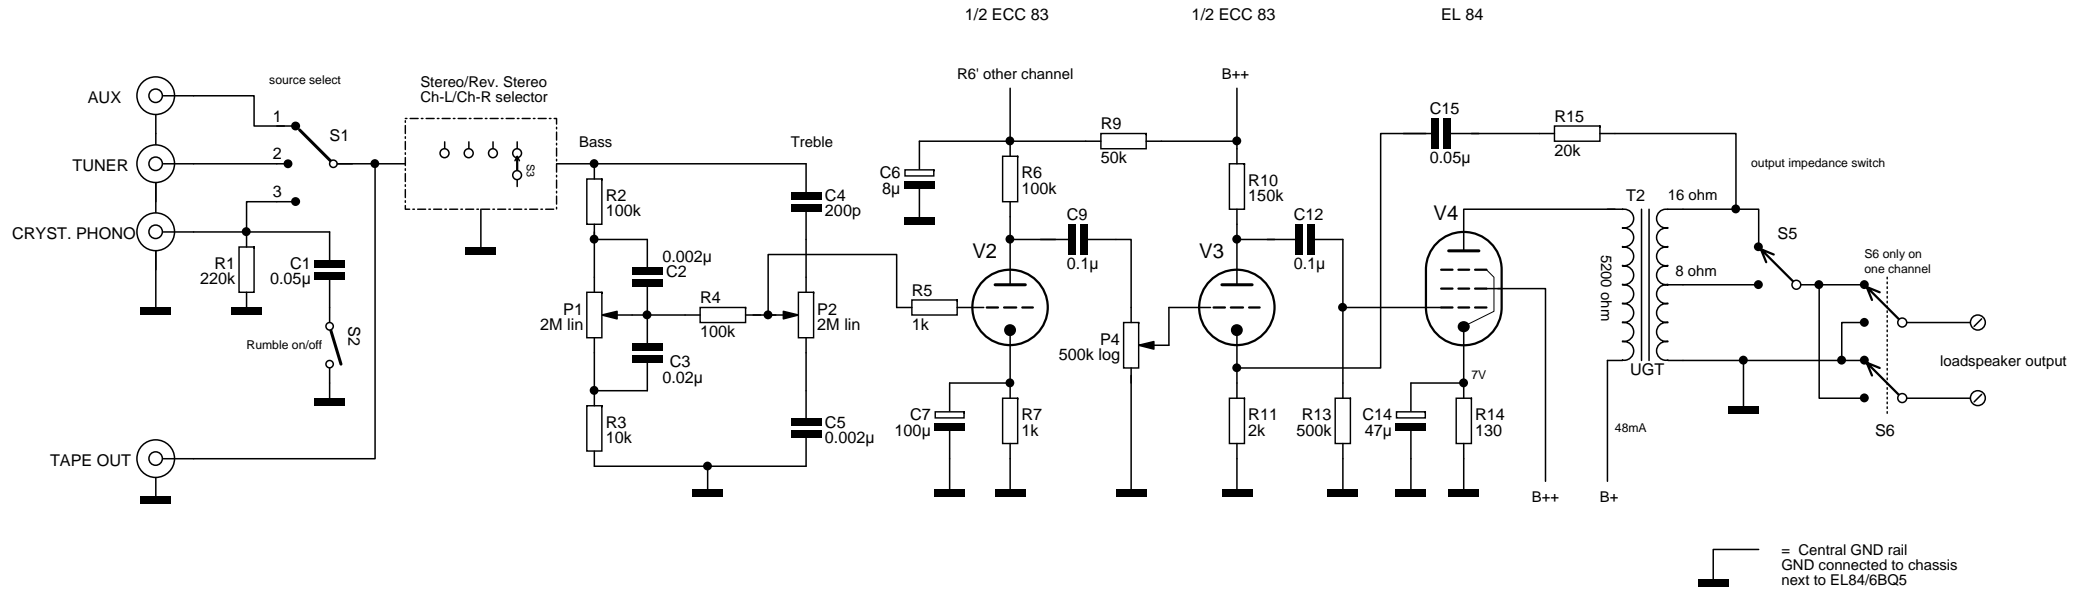 1/2 ECC 83
1/2 ECC 83
EL 84
AUX
source select
1
S1
TUNER
2
3
CRYST. PHONO
R1
220k
C1
0.05µ
Rumble on/off
S2
TAPE OUT
Stereo/Rev. Stereo
Ch-L/Ch-R selector
S3
Bass
Treble
R2
100k
C4
200p
0.002µ
C2
P1
2M lin
R4
100k
P2
2M lin
C3
0.02µ
R3
10k
C5
0.002µ
R6' other channel
B++
R9
50k
C6
8µ
R6
100k
R10
150k
C9
0.1µ
C12
0.1µ
V2
V3
V4
R5
1k
P4
500k log
C7
100µ
R7
1k
R11
2k
R13
500k
C14
47µ
7V
R14
130
C15
0.05µ
R15
20k
output impedance switch
T2
16 ohm
5200 ohm
8 ohm
UGT
S5
S6 only on
one channel
loadspeaker output
S6
48mA
B++
B+
= Central GND rail
GND connected to chassis
next to EL84/6BQ5